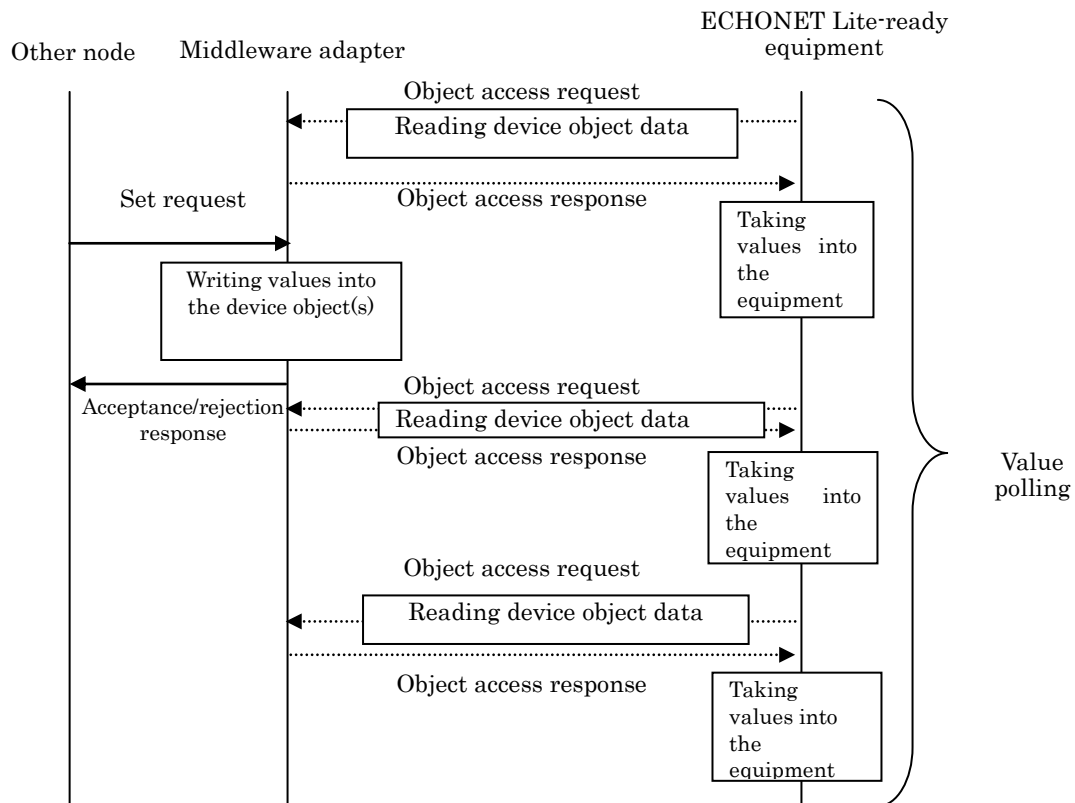 ECHONET Lite-ready
equipment
Other node
Middleware adapter
Object access request
Reading device object data
Object access response
Set request
Taking
values into
the
equipment
Writing values into
the device object(s)
Object access request
Acceptance/rejection
response
Reading device object data
Object access response
Taking
values into
the
equipment
Value
polling
Object access request
Reading device object data
Object access response
Taking
values into
the
equipment